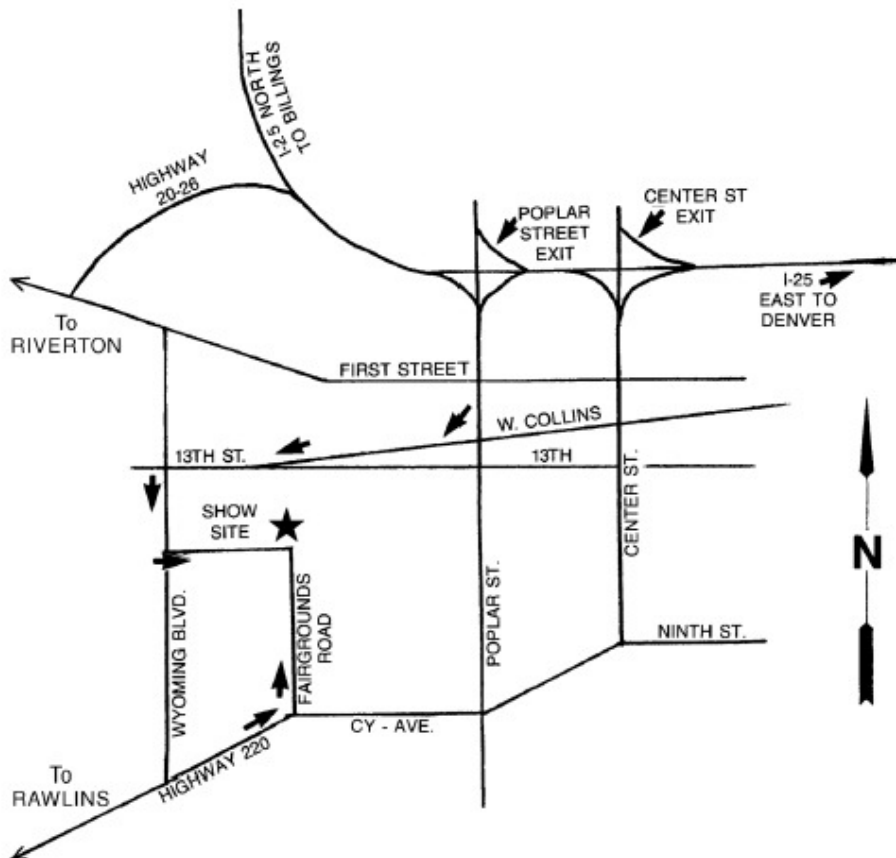 I-25 NORTH
TO BILLINGS
HIGHWAY
20-26
POPLAR
STREET
EXIT
CENTER ST
EXIT
I-25
EAST TO
DENVER
To
RIVERTON
FIRST STREET
W. COLLINS
13TH ST.
13TH
SHOW
SITE
CENTER ST.
N
WYOMING BLVD.
FAIRGROUNDS
ROAD
POPLAR ST.
NINTH ST.
CY - AVE.
HIGHWAY 220
To
RAWLINS